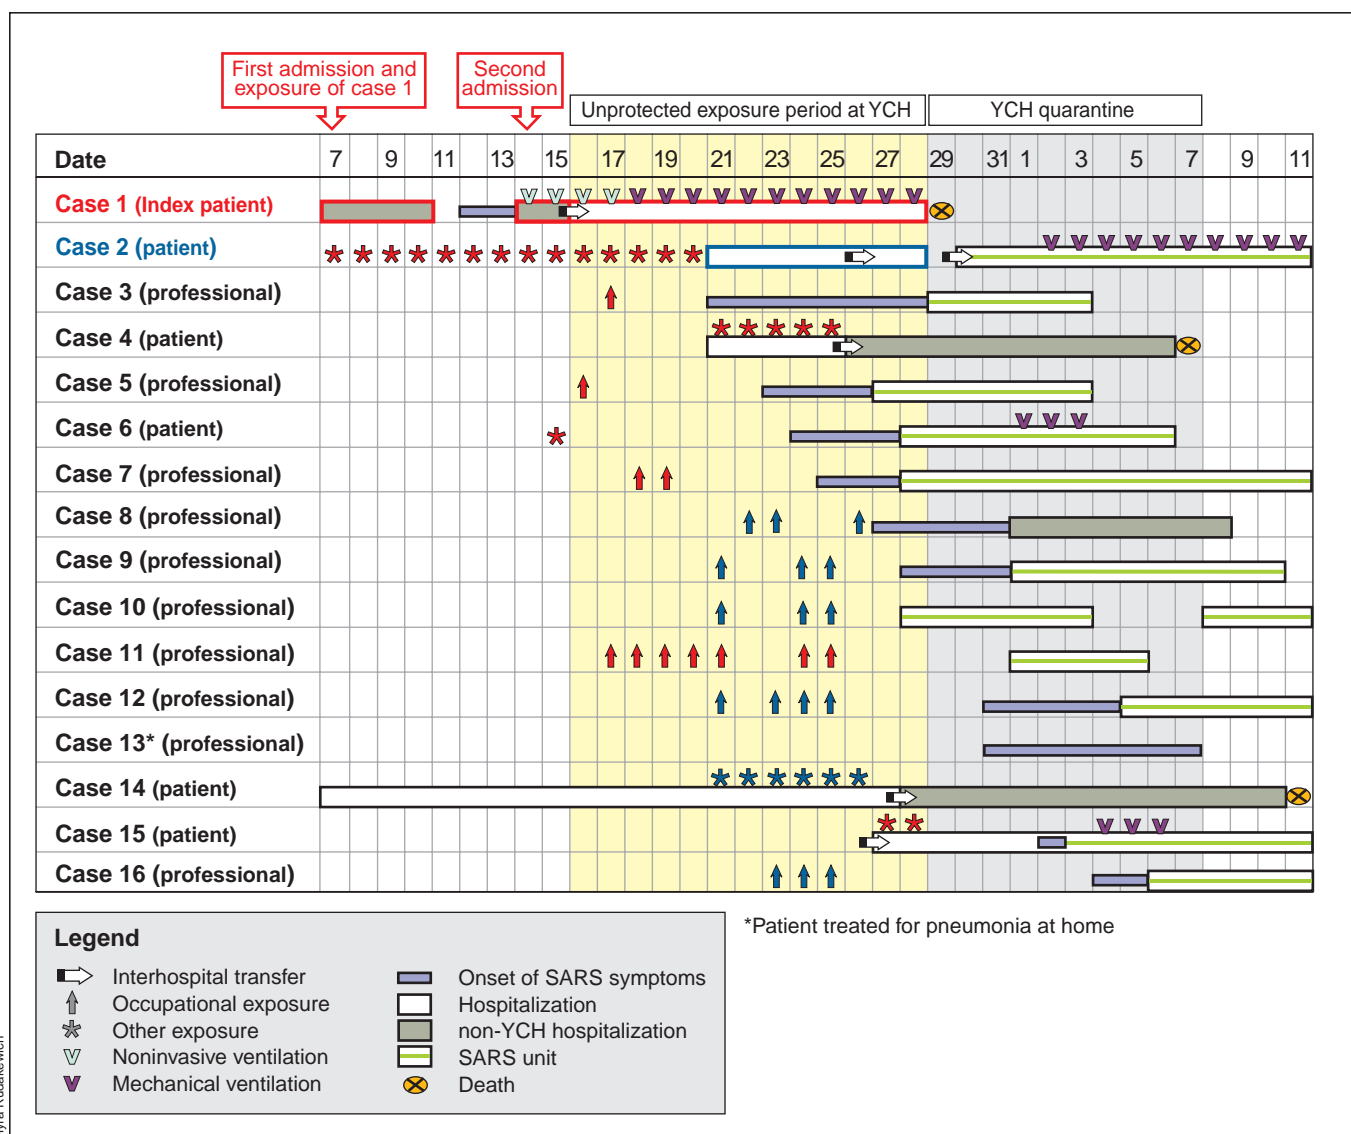 First admission and
exposure of case 1
Second
admission
Unprotected exposure period at YCH
YCH quarantine
Date 7 9 11 13 15 17 19 21 23 25 27 29 31 1 3 5 7 9 11
Case 1 (Index patient)
Case 2 (patient)
Case 3 (professional)
Case 4 (patient)
Case 5 (professional)
Case 6 (patient)
Case 7 (professional)
Case 8 (professional)
Case 9 (professional)
Case 10 (professional)
Case 11 (professional)
Case 12 (professional)
Case 13* (professional)
Case 14 (patient)
Case 15 (patient)
Case 16 (professional)
*Patient treated for pneumonia at home
Legend
Interhospital transfer
Occupational exposure
Other exposure
Noninvasive ventilation
Mechanical ventilation
Onset of SARS symptoms
Hospitalization
non-YCH hospitalization
SARS unit
Death